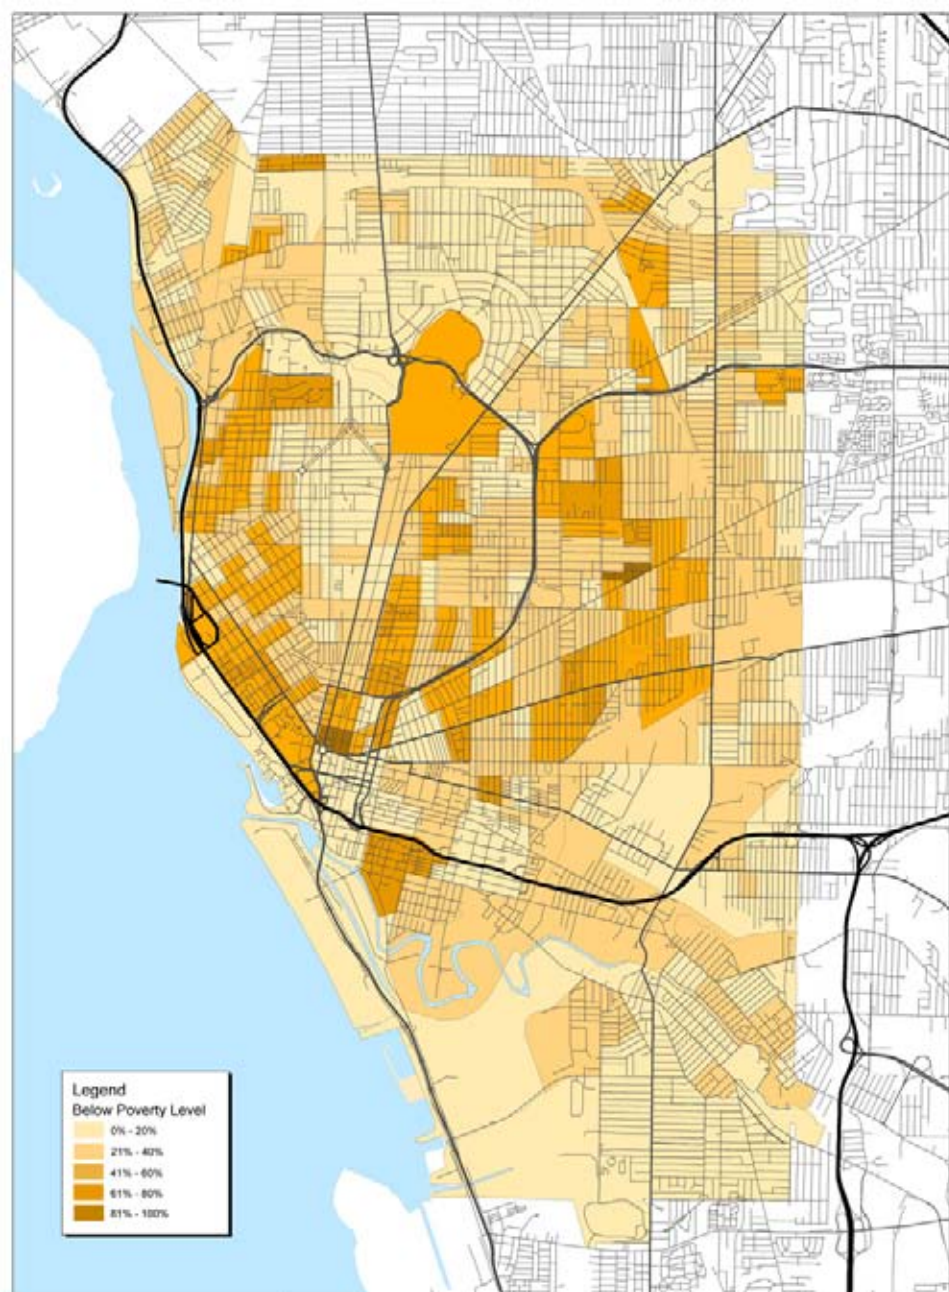 Legend
Below Poverty Level
0% - 20%
21% - 40%
41% - 60%
61% - 80%
81% - 100%